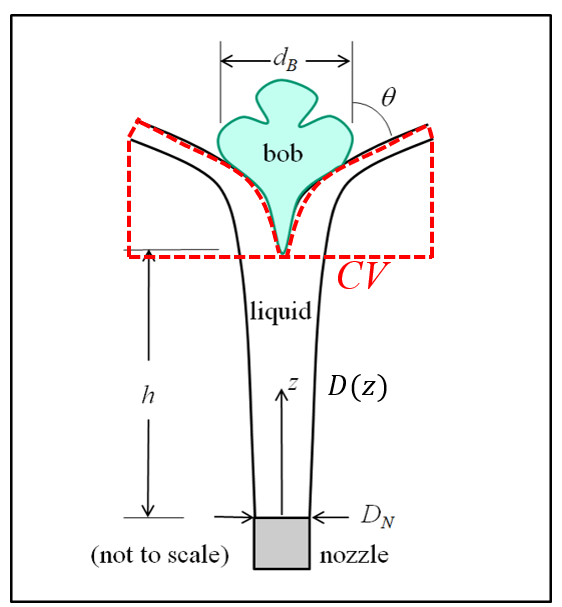 d_B
θ
bob
CV
liquid
D(z)
z
h
D_N
(not to scale)
nozzle